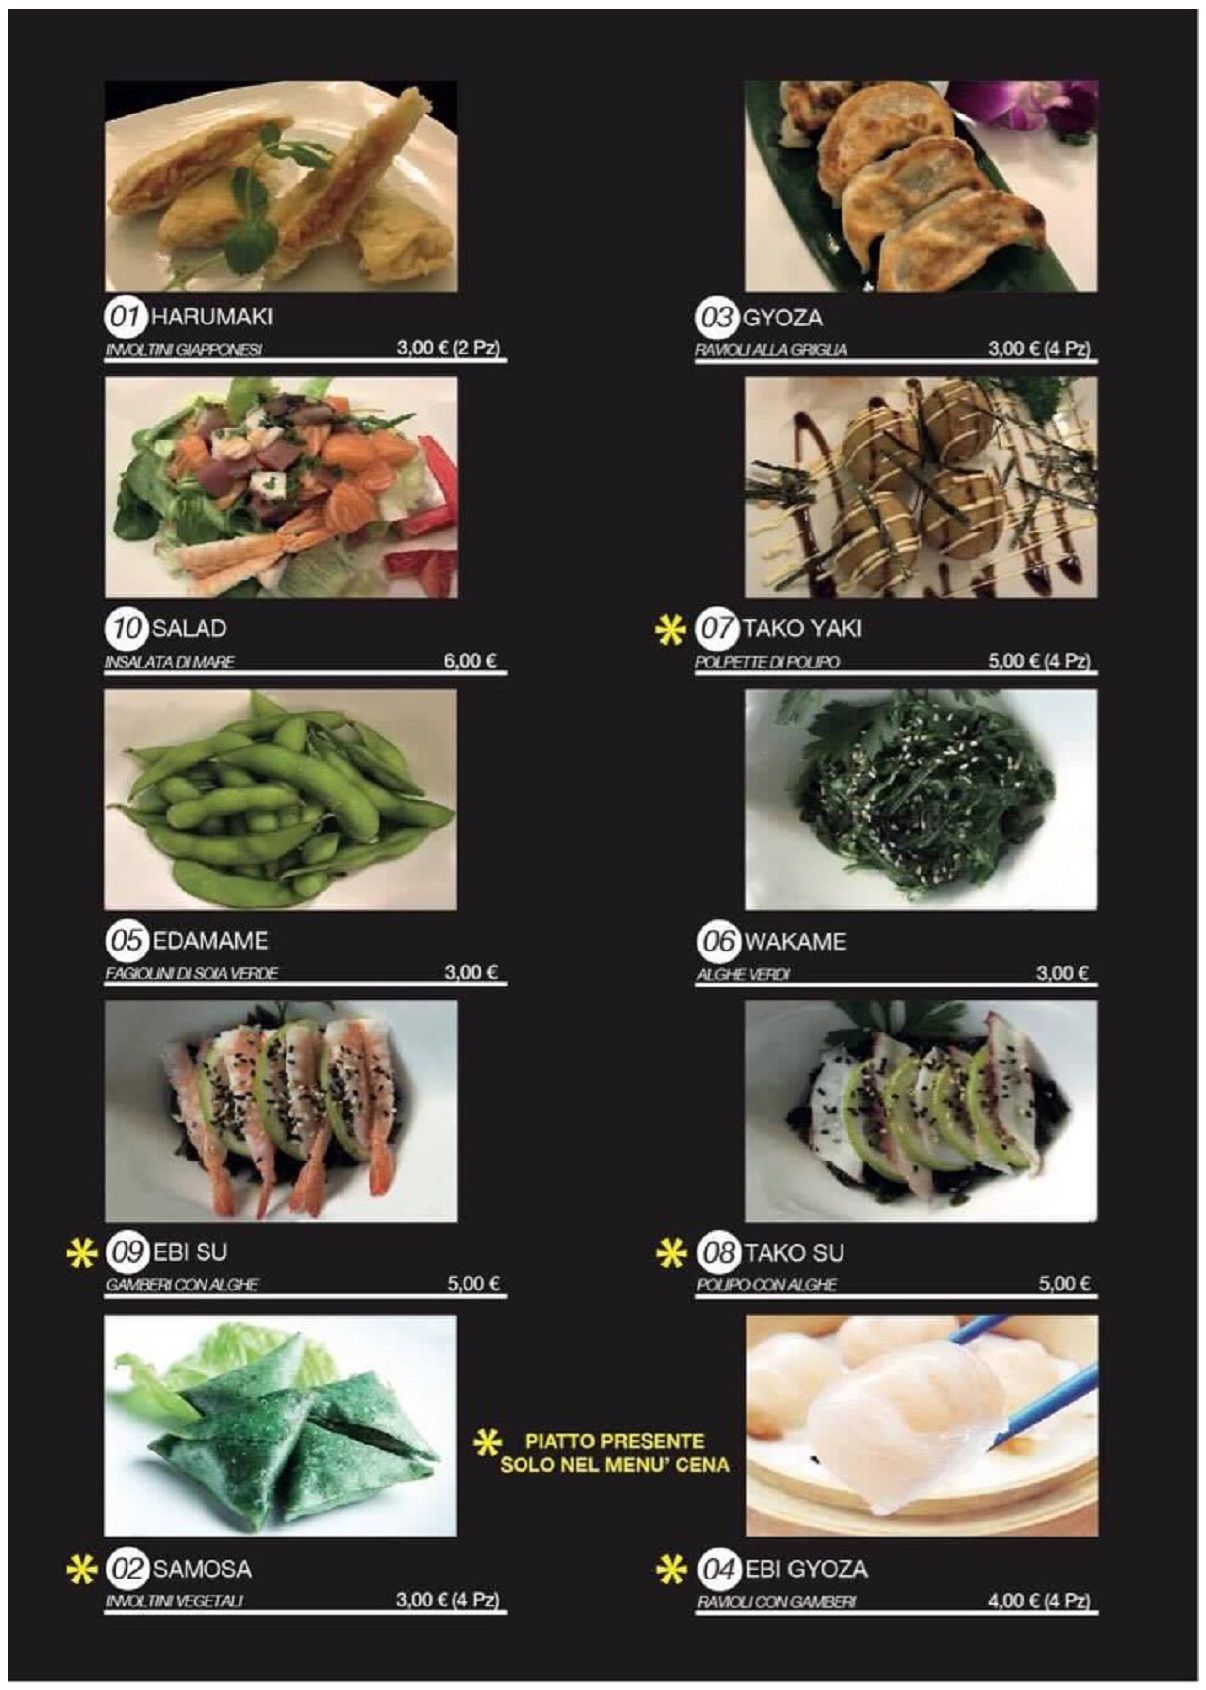 01 HARUMAKI
INVOLTINI GIAPPONESI 3,00 € (2 Pz)
03 GYOZA
RAVIOLI ALLA GRIGLIA 3,00 € (4 Pz)
10 SALAD
INSALATA DI MARE 6,00 €
* 07 TAKO YAKI
POLPETTE DI POLIPO 5,00 € (4 Pz)
05 EDAMAME
FAGIOLINI DI SOIA VERDE 3,00 €
06 WAKAME
ALGHE VERDI 3,00 €
* 09 EBI SU
GAMBERI CON ALGHE 5,00 €
* 08 TAKO SU
POLIPO CON ALGHE 5,00 €
* PIATTO PRESENTE
SOLO NEL MENU' CENA
* 02 SAMOSA
INVOLTINI VEGETALI 3,00 € (4 Pz)
* 04 EBI GYOZA
RAVIOLI CON GAMBERI 4,00 € (4 Pz)